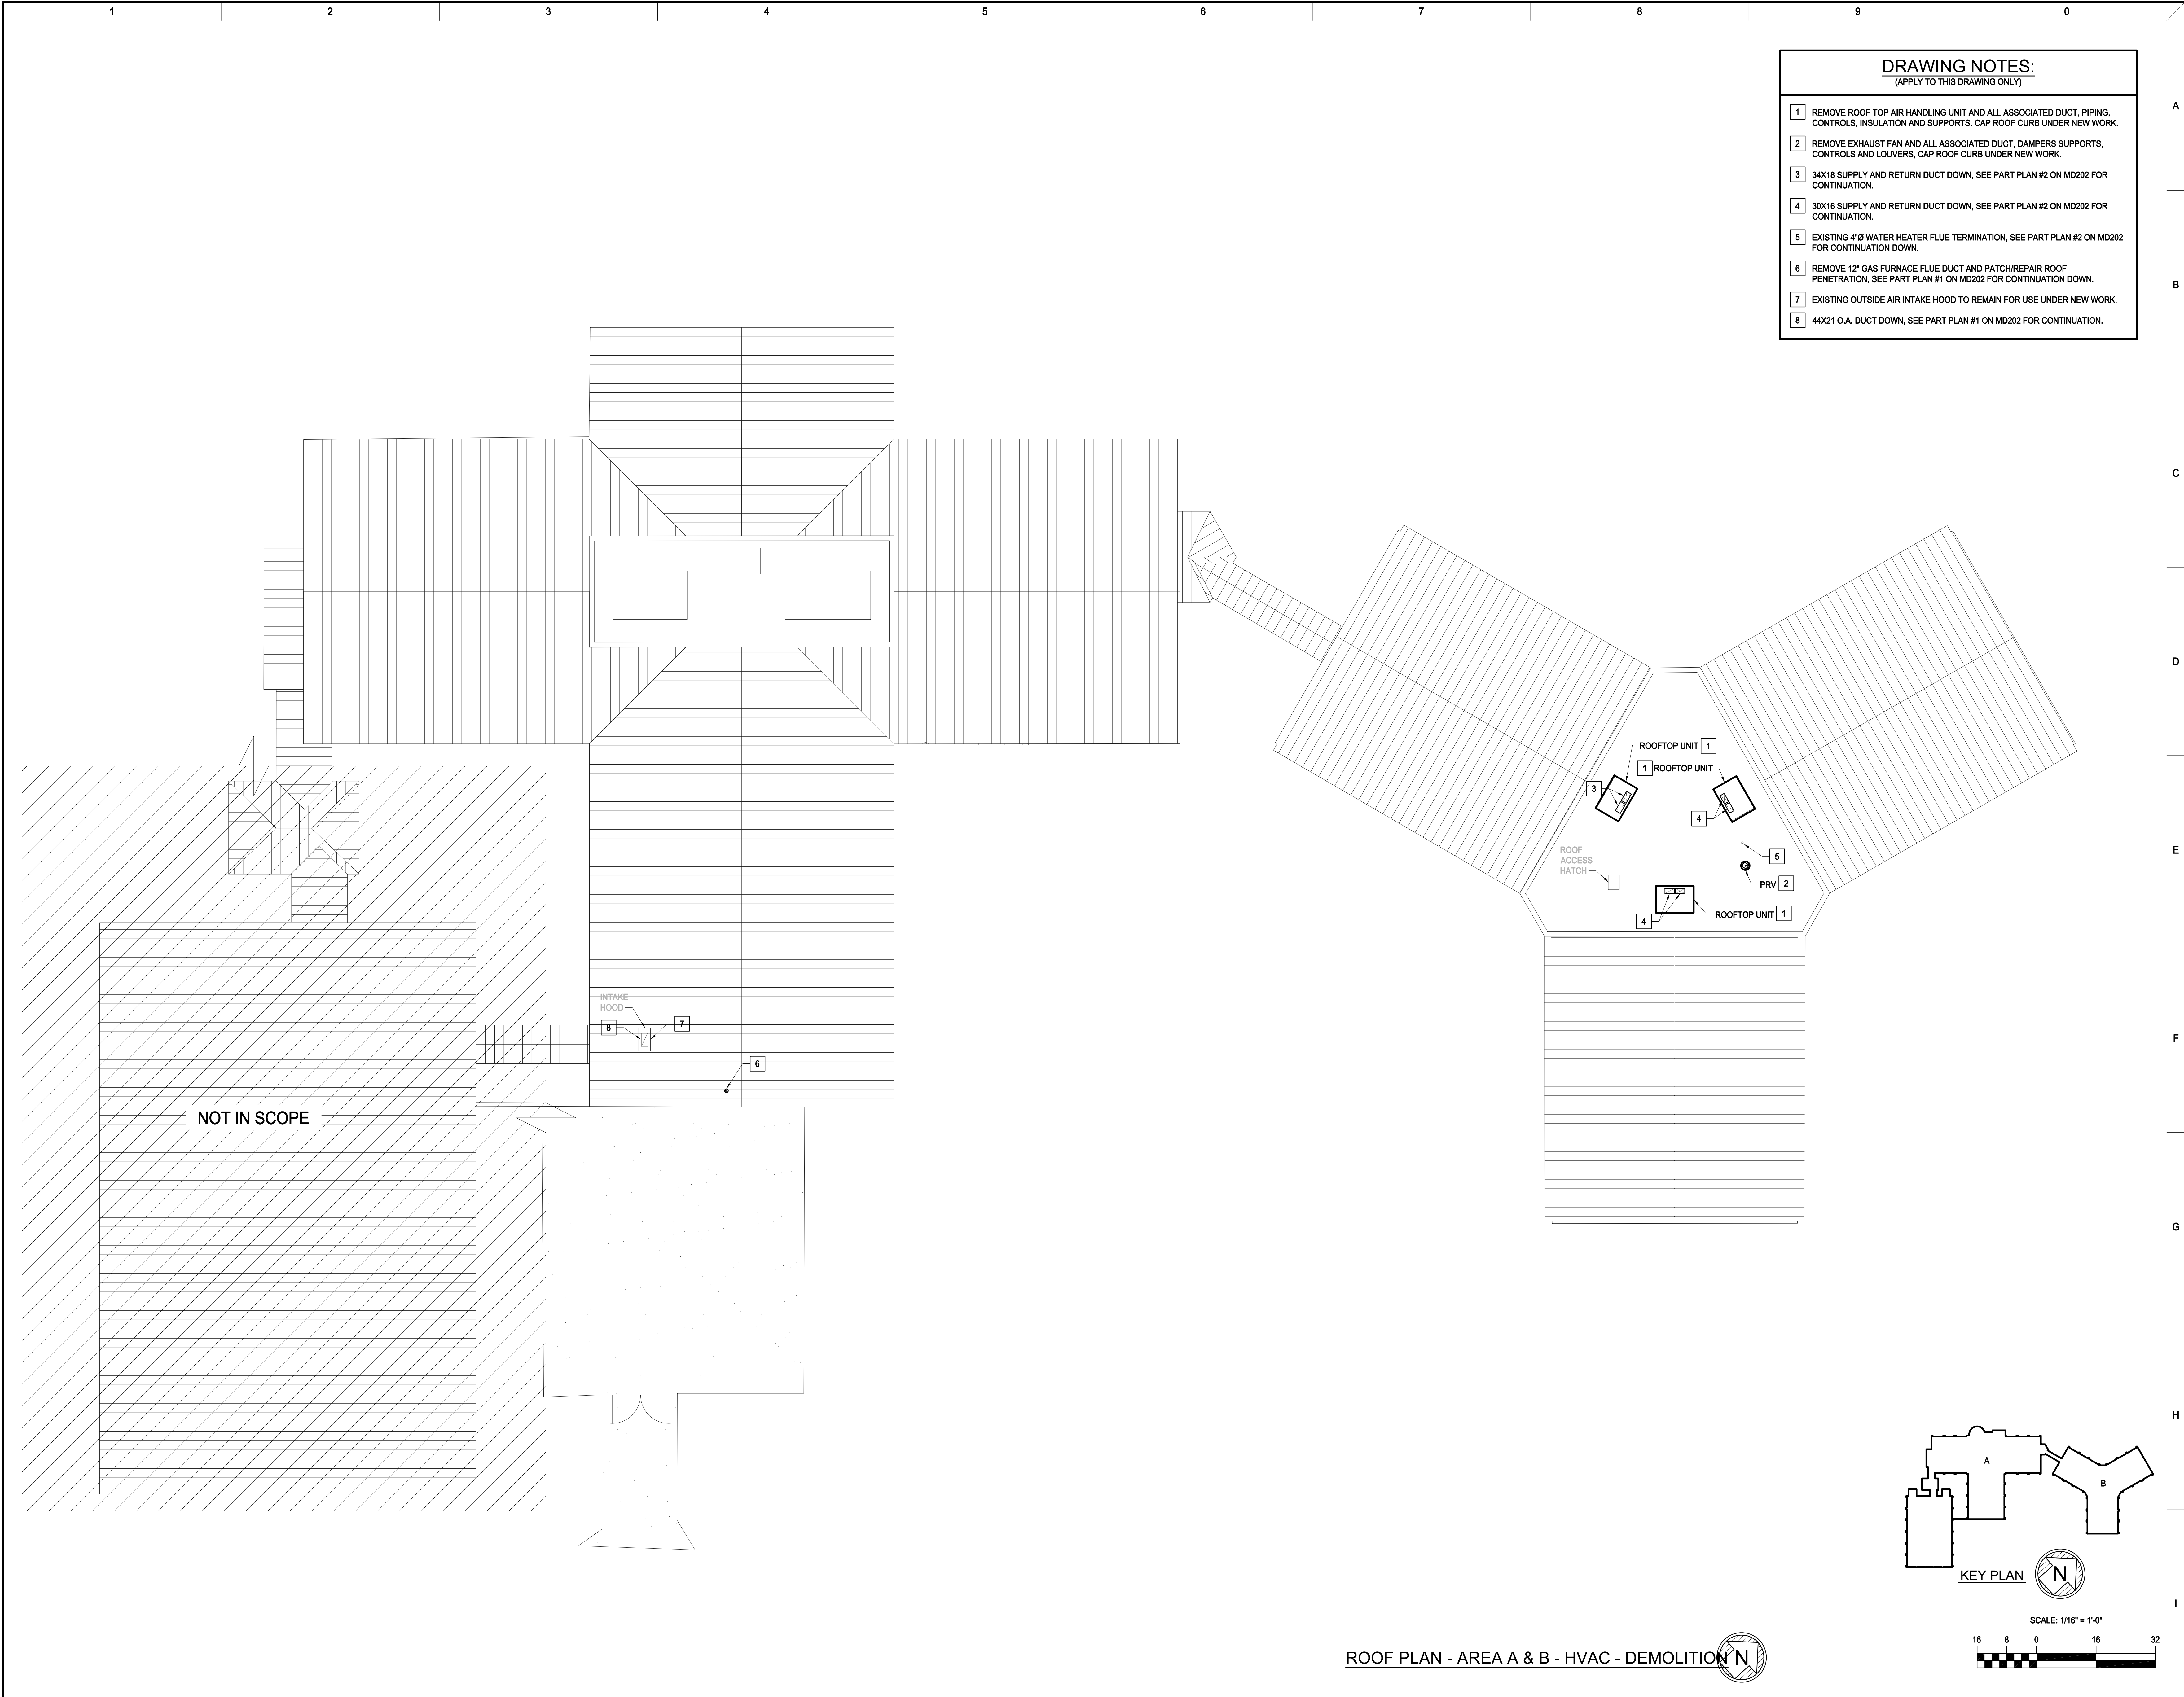 1 2 3 4 5 6 7 8 9 0
DRAWING NOTES:
(APPLY TO THIS DRAWING ONLY)
1 REMOVE ROOF TOP AIR HANDLING UNIT AND ALL ASSOCIATED DUCT, PIPING,
CONTROLS, INSULATION AND SUPPORTS. CAP ROOF CURB UNDER NEW WORK.
2 REMOVE EXHAUST FAN AND ALL ASSOCIATED DUCT, DAMPERS SUPPORTS,
CONTROLS AND LOUVERS, CAP ROOF CURB UNDER NEW WORK.
3 34X18 SUPPLY AND RETURN DUCT DOWN, SEE PART PLAN #2 ON MD202 FOR
CONTINUATION.
4 30X16 SUPPLY AND RETURN DUCT DOWN, SEE PART PLAN #2 ON MD202 FOR
CONTINUATION.
5 EXISTING 4"Ø WATER HEATER FLUE TERMINATION, SEE PART PLAN #2 ON MD202
FOR CONTINUATION DOWN.
6 REMOVE 12" GAS FURNACE FLUE DUCT AND PATCH/REPAIR ROOF
PENETRATION, SEE PART PLAN #1 ON MD202 FOR CONTINUATION DOWN.
7 EXISTING OUTSIDE AIR INTAKE HOOD TO REMAIN FOR USE UNDER NEW WORK.
8 44X21 O.A. DUCT DOWN, SEE PART PLAN #1 ON MD202 FOR CONTINUATION.
A
B
C
D
E
F
G
H
I
ROOFTOP UNIT 1
1 ROOFTOP UNIT
3
4
5
PRV 2
ROOF
ACCESS
HATCH
ROOFTOP UNIT 1
4
INTAKE
HOOD
8
7
6
NOT IN SCOPE
A
B
KEY PLAN
N
SCALE: 1/16" = 1'-0"
16 8 0 16 32
ROOF PLAN - AREA A & B - HVAC - DEMOLITION
N